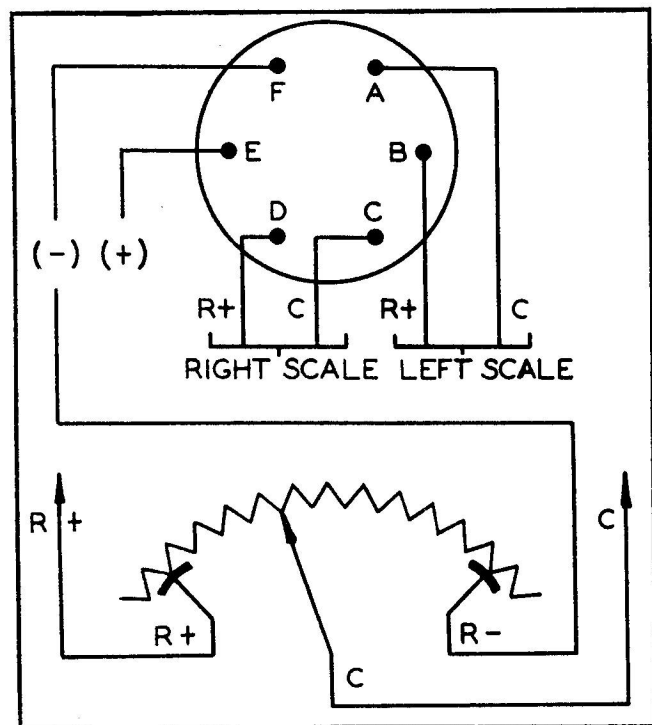 F A
E B
D C
(-) (+)
R+ C R+ C
RIGHT SCALE LEFT SCALE
R + C
R+ R-
C